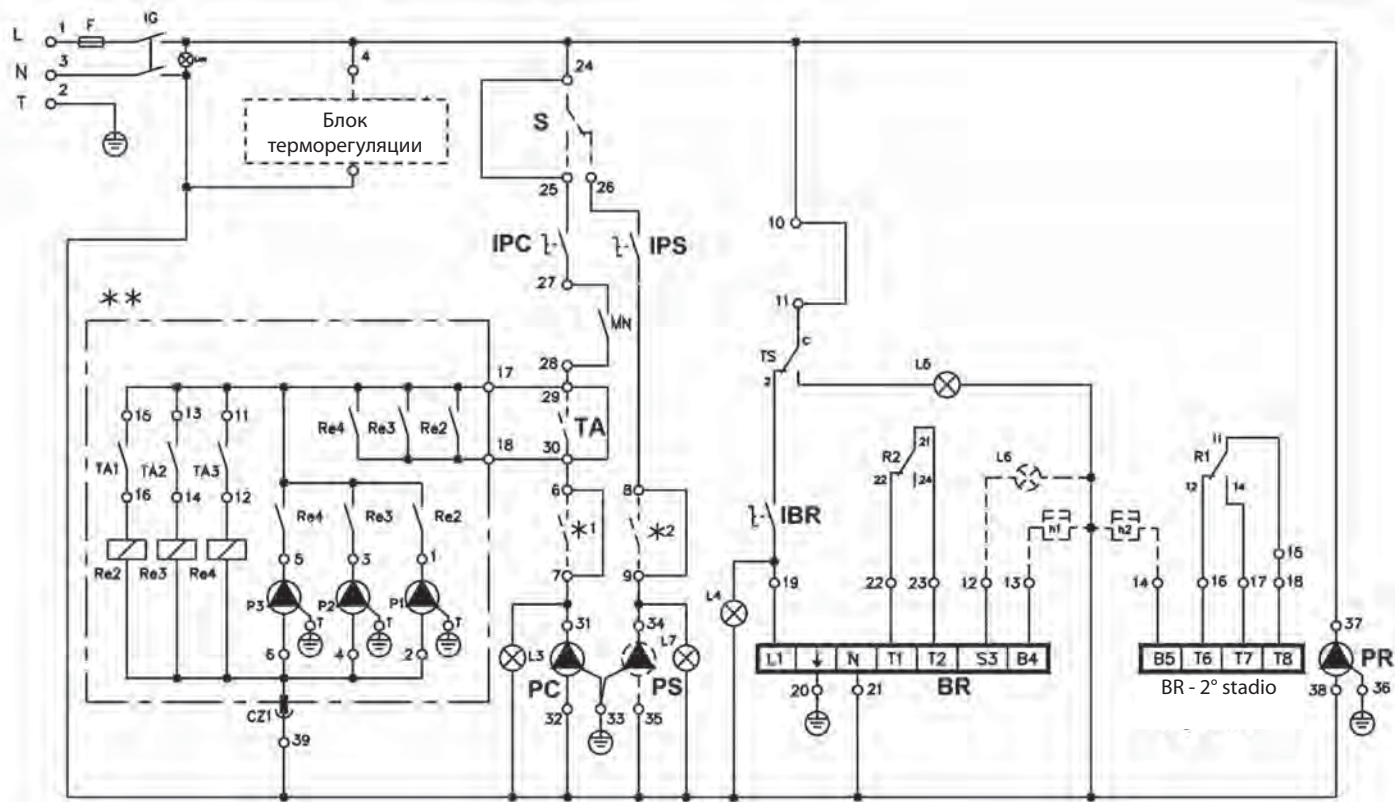 L 1 F IG
N 3
T 2
4
Блок
терморегуляции
24
S
25 26
IPC IPS
27
MN
28
10
11
C
TS
2
L5
**
17
29
TA
30
18
15 13 11
TA1 TA2 TA3
16 14 12
Re2 Re3 Re4
Re4 Re3 Re2
Re4 Re3 Re2
5 3 1
P3 P2 P1
T T T
6 4 2
CZ1
39
6 8
*1 *2
7 9
31 34
L3 L7
PC PS
32 33 35
IBR
L4
19
R2
21
22 24
22 23
L6
12 13
h1 h2
14
R1
11
12 14
15
16 17 18
L1 N T1 T2 S3 B4
BR
20 21
B5 T6 T7 T8
BR - 2° stadio
37
PR
38 36